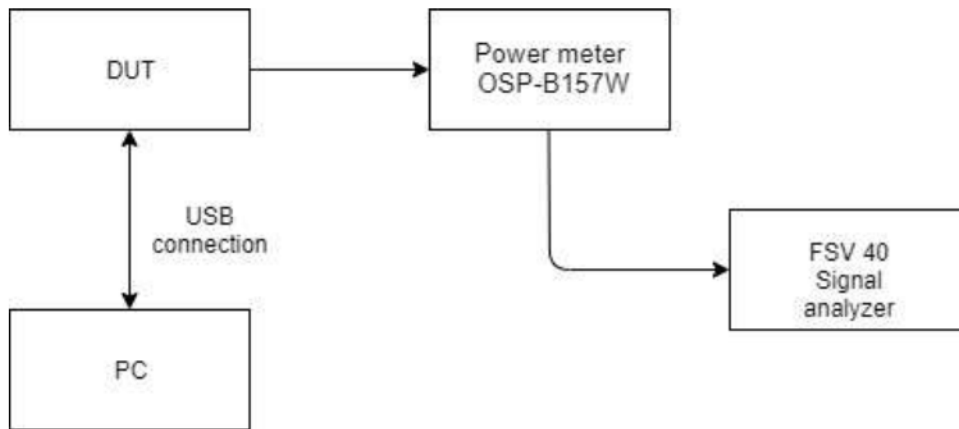 DUT
Power meter
OSP-B157W
USB
connection
FSV 40
Signal
analyzer
PC